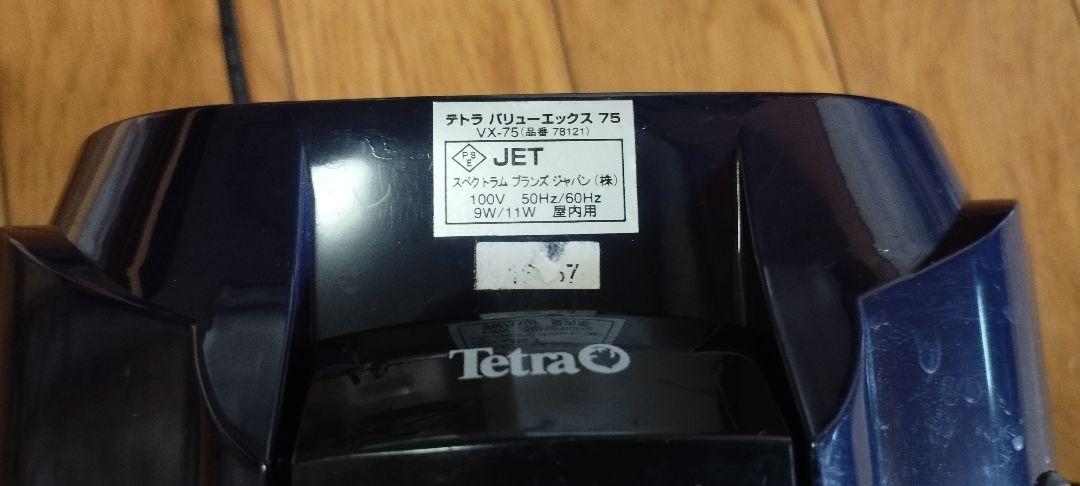 テトラ バリューエックス 75
VX-75(品番 78121)
PSE JET
スペクトラム ブランズ ジャパン(株)
100V 50Hz/60Hz
9W/11W 屋内用
Tetra